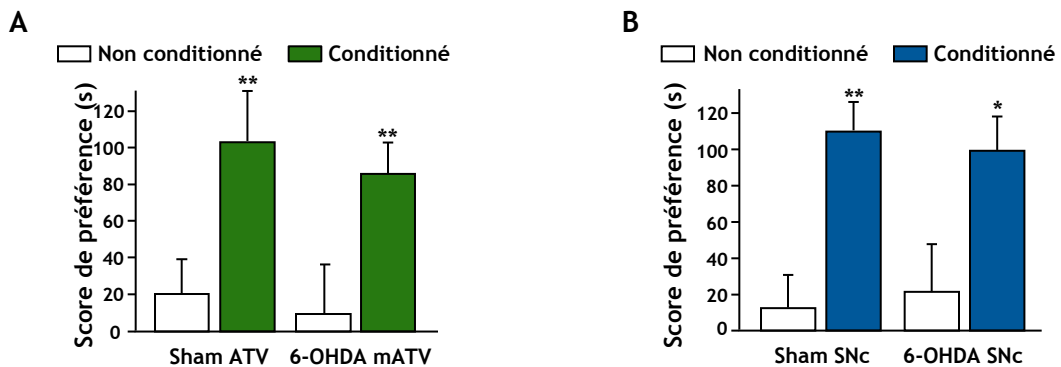 A
Non conditionné Conditionné
Score de préférence (s)
120
100
80
60
40
20
0
**
**
Sham ATV 6-OHDA mATV
B
Non conditionné Conditionné
Score de préférence (s)
120
100
80
60
40
20
0
**
*
Sham SNc 6-OHDA SNc